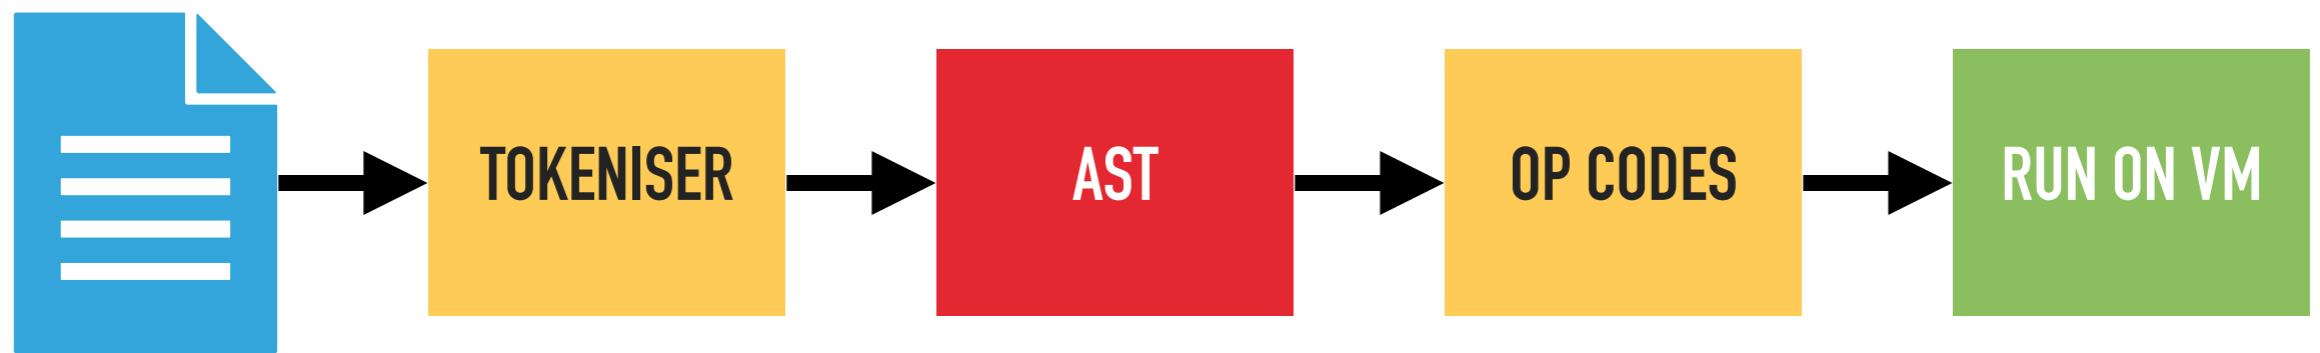 TOKENISER
AST
OP CODES
RUN ON VM